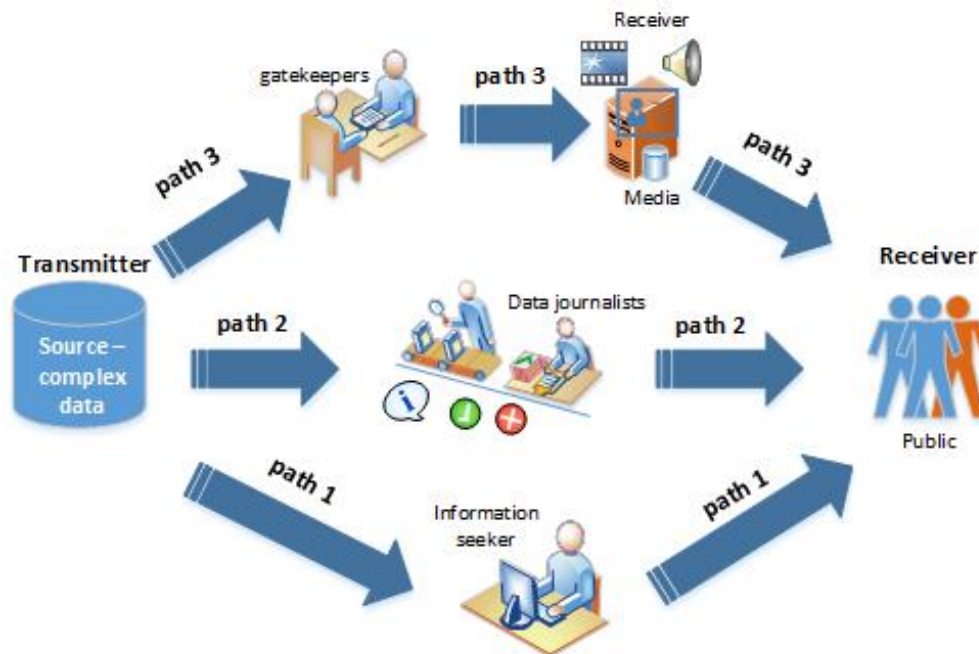 Receiver
gatekeepers
path 3
path 3
path 3
Media
Transmitter
Source –
complex
data
path 2
Data journalists
path 2
Receiver
Public
path 1
Information
seeker
path 1